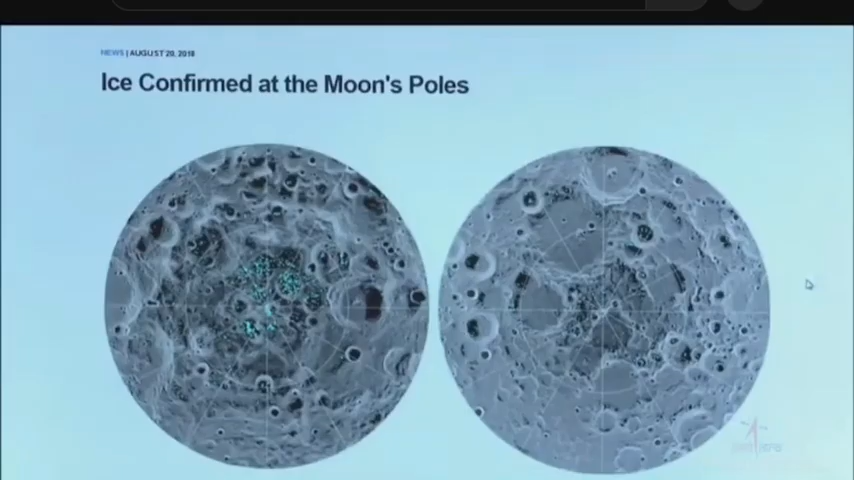 NEWS | AUGUST 20, 2018
Ice Confirmed at the Moon's Poles